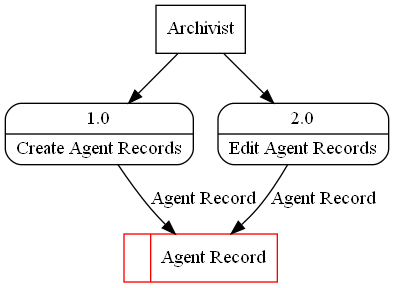 Archivist
1.0
Create Agent Records
2.0
Edit Agent Records
Agent Record
Agent Record
Agent Record